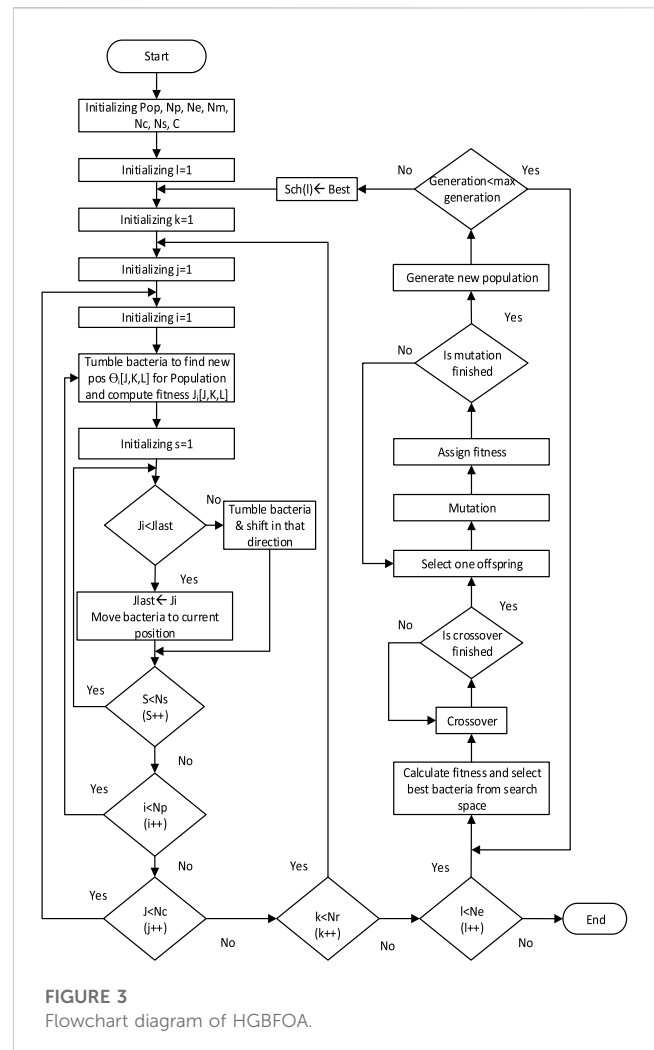 Start
Initializing Pop, Np, Ne, Nm,
Nc, Ns, C
Initializing l=1
Initializing k=1
Initializing j=1
Initializing i=1
Tumble bacteria to find new
pos Ɵi[J,K,L] for Population
and compute fitness Ji[J,K,L]
Initializing s=1
Ji<Jlast
No
Tumble bacteria
& shift in that
direction
Yes
Jlast← Ji
Move bacteria to current
position
Yes
S<Ns
(S++)
No
Yes
i<Np
(i++)
No
Yes
J<Nc
(j++)
No
Yes
k<Nr
(k++)
No
Yes
l<Ne
(l++)
No
End
Calculate fitness and select
best bacteria from search
space
Crossover
No
Is crossover
finished
Yes
Select one offspring
Mutation
Assign fitness
No
Is mutation
finished
Yes
Generate new population
No
Generation<max
generation
Yes
Sch(l)← Best
FIGURE 3
Flowchart diagram of HGBFOA.